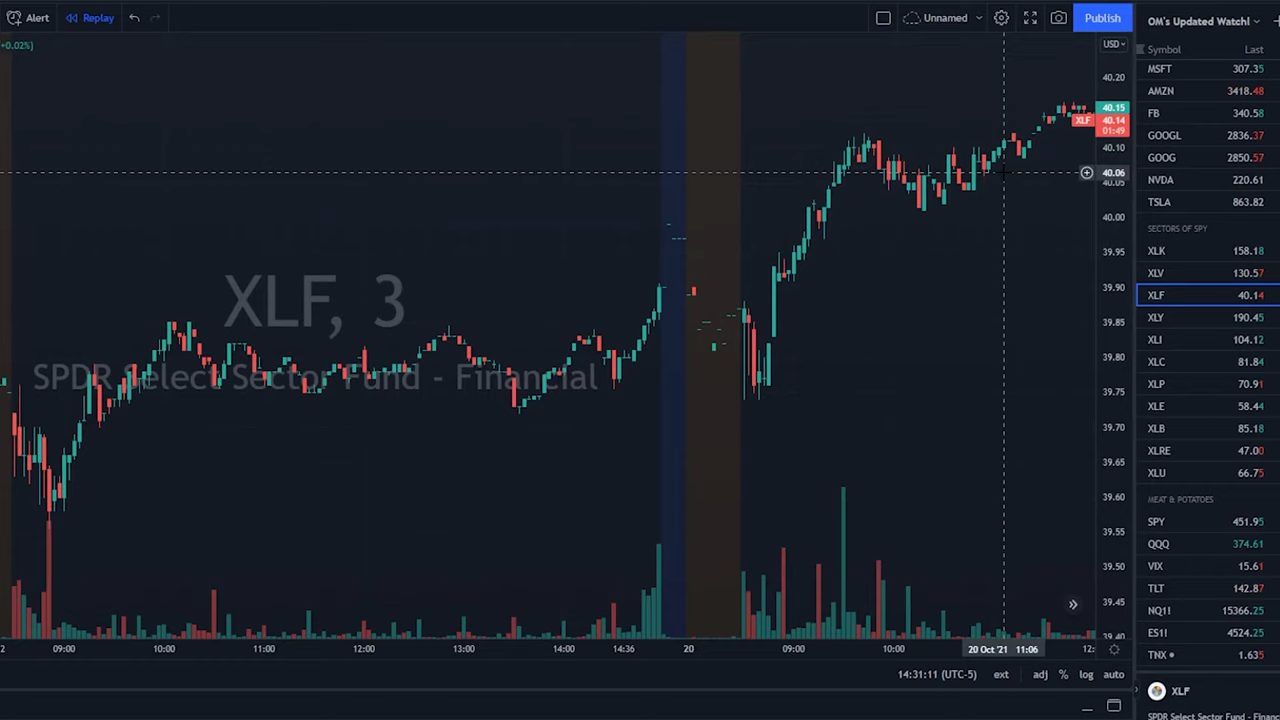 Alert
Replay
Unnamed
Publish
OM's Updated Watchl
+0.02%)
USD
Symbol Last
MSFT 307.35
AMZN 3418.48
FB 340.58
GOOGL 2836.37
GOOG 2850.57
NVDA 220.61
TSLA 863.82
SECTORS OF SPY
XLK 158.18
XLV 130.57
XLF 40.14
XLY 190.45
XLI 104.12
XLC 81.84
XLP 70.91
XLE 58.44
XLB 85.18
XLRE 47.00
XLU 66.75
MEAT & POTATOES
SPY 451.95
QQQ 374.61
VIX 15.61
TLT 142.87
NQ1! 15366.25
ES1! 4524.25
TNX 1.635
XLF
SPDR Select Sector Fund - Financial
40.20
40.15
XLF 40.14
01:49
40.10
40.06
40.05
40.00
39.95
39.90
39.85
39.80
39.75
39.70
39.65
39.60
39.55
39.50
39.45
39.40
XLF, 3
SPDR Select Sector Fund - Financial
2 09:00 10:00 11:00 12:00 13:00 14:00 14:36 20 09:00 10:00 20 Oct '21 11:06 12:
14:31:11 (UTC-5) ext adj % log auto